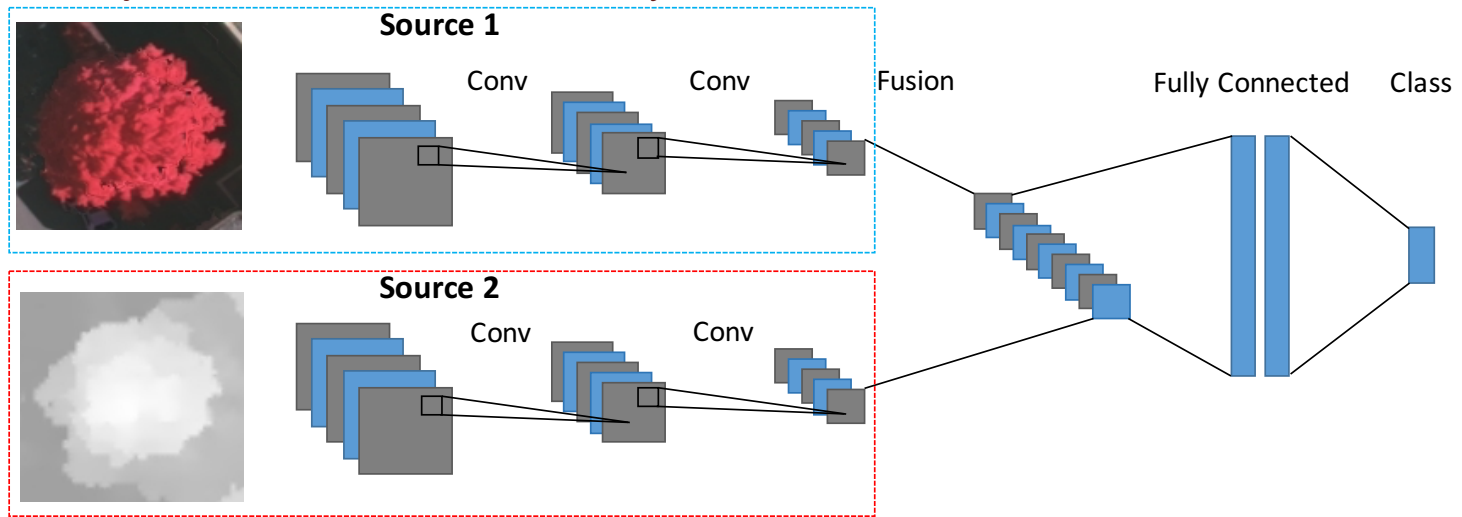 Source 1
Conv
Conv
Fusion
Fully Connected
Class
Source 2
Conv
Conv